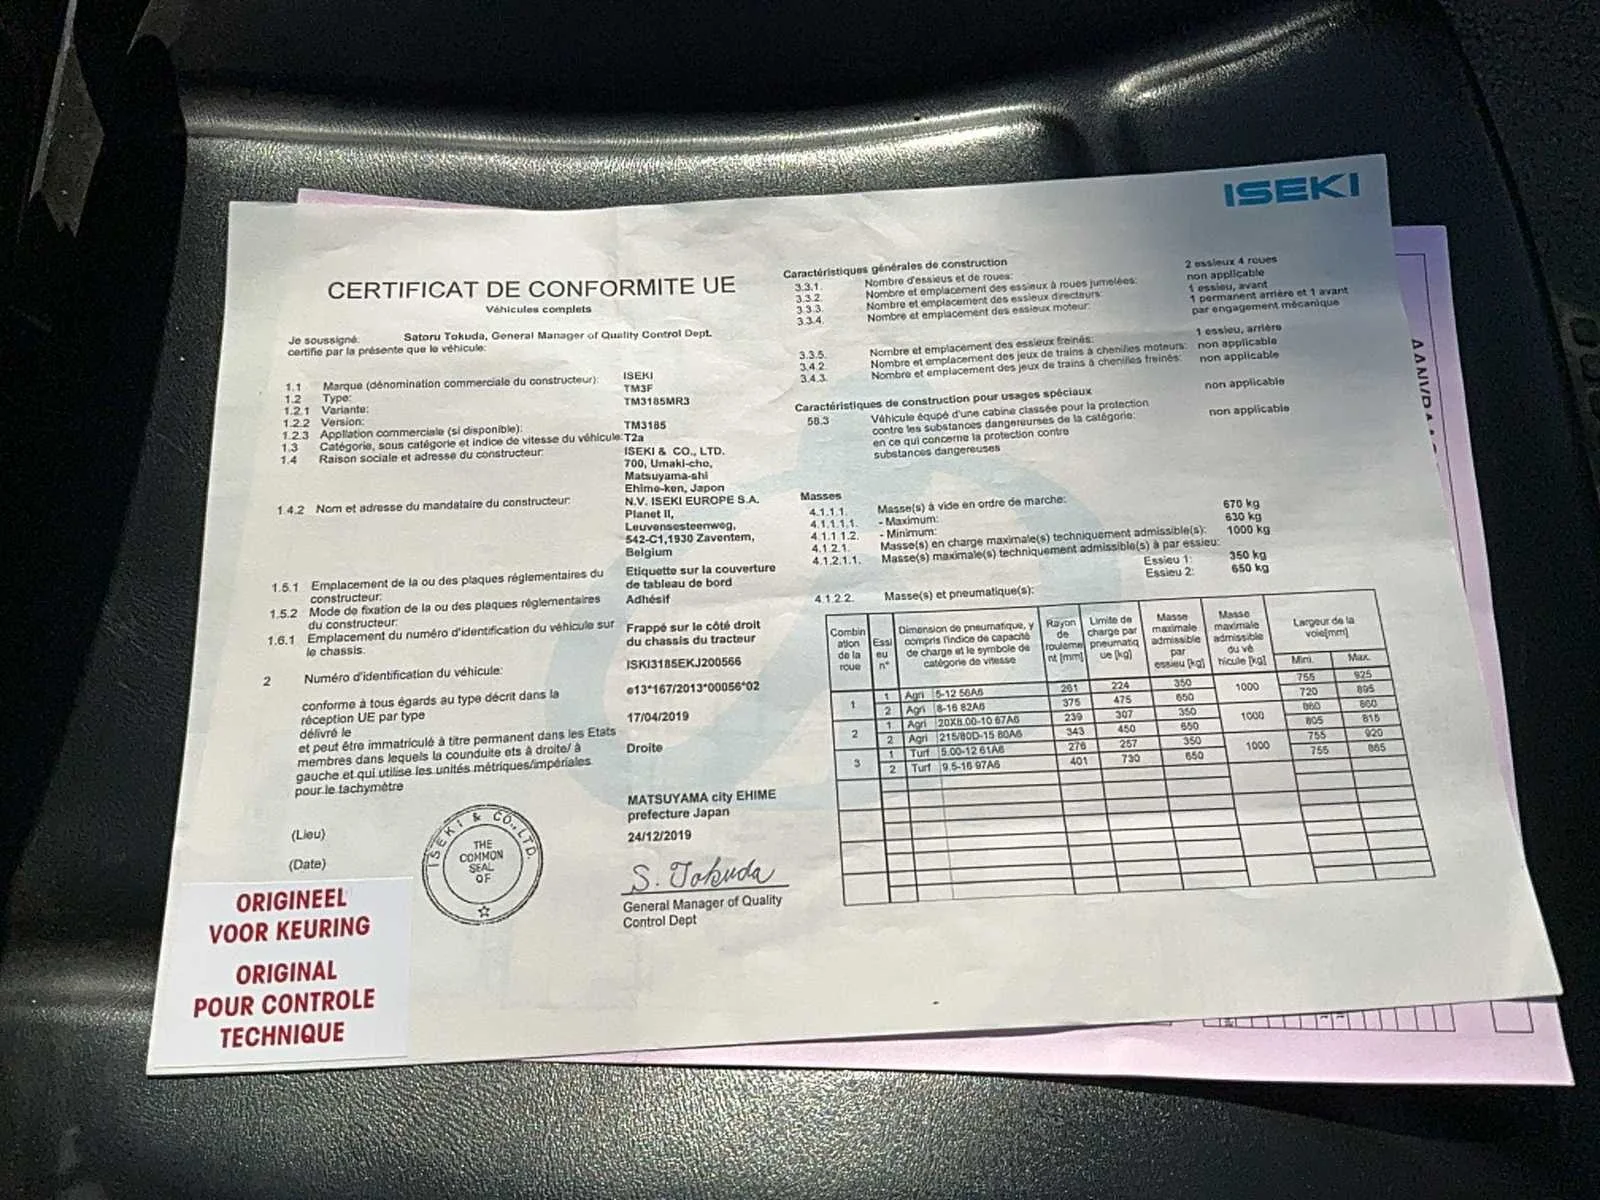 ISEKI
CERTIFICAT DE CONFORMITE UE
Véhicules complets
Je soussigné: Satoru Tokuda, General Manager of Quality Control Dept.
certifie par la présente que le véhicule:
1.1 Marque (dénomination commerciale du constructeur): ISEKI
1.2 Type: TM3F
1.2.1 Variante: TM3185MR3
1.2.2 Version:
1.2.3 Appliation commerciale (si disponible): TM3185
1.3 Catégorie, sous catégorie et indice de vitesse du véhicule: T2a
1.4 Raison sociale et adresse du constructeur: ISEKI & CO., LTD.
700, Umaki-cho,
Matsuyama-shi
Ehime-ken, Japon
1.4.2 Nom et adresse du mandataire du constructeur: N.V. ISEKI EUROPE S.A.
Planet II,
Leuvensesteenweg,
542-C1,1930 Zaventem,
Belgium
1.5.1 Emplacement de la ou des plaques réglementaires du Etiquette sur la couverture
constructeur: de tableau de bord
1.5.2 Mode de fixation de la ou des plaques réglementaires Adhésif
du constructeur:
1.6.1 Emplacement du numéro d'identification du véhicule sur Frappé sur le côté droit
le chassis. du chassis du tracteur
2 Numéro d'identification du véhicule: ISKI3185EKJ200566
conforme à tous égards au type décrit dans la e13*167/2013*00056*02
réception UE par type
délivré le 17/04/2019
et peut être immatriculé à titre permanent dans les Etats
membres dans lequels la counduite ets à droite/ à Droite
gauche et qui utilise les unités métriques/impériales
pour le tachymètre
(Lieu) MATSUYAMA city EHIME
prefecture Japan
(Date) 24/12/2019
ISEKI & CO., LTD.
THE
COMMON
SEAL
OF
S. Tokuda
General Manager of Quality
Control Dept
ORIGINEEL
VOOR KEURING
ORIGINAL
POUR CONTROLE
TECHNIQUE
Caractéristiques générales de construction
3.3.1. Nombre d'essieus et de roues: 2 essieux 4 roues
3.3.2. Nombre et emplacement des essieux à roues jumelées: non applicable
3.3.3. Nombre et emplacement des essieux directeurs: 1 essieu, avant
3.3.4. Nombre et emplacement des essieux moteur: 1 permanent arrière et 1 avant
par engagement mécanique
3.3.5. Nombre et emplacement des essieux freinés: 1 essieu, arrière
3.4.2. Nombre et emplacement des jeux de trains à chenilles moteurs: non applicable
3.4.3. Nombre et emplacement des jeux de trains à chenilles freinés: non applicable
Caractéristiques de construction pour usages spéciaux
58.3 Véhicule équpé d'une cabine classée pour la protection non applicable
contre les substances dangereurses de la catégorie:
en ce qui concerne la protection contre non applicable
substances dangereuses
Masses
4.1.1.1. Masse(s) à vide en ordre de marche:
4.1.1.1.1. - Maximum: 670 kg
4.1.1.1.2. - Minimum: 630 kg
4.1.2.1. Masse(s) en charge maximale(s) techniquement admissible(s): 1000 kg
4.1.2.1.1. Masse(s) maximale(s) techniquement admissible(s) à par essieu:
Essieu 1: 350 kg
Essieu 2: 650 kg
4.1.2.2. Masse(s) et pneumatique(s):
Combin ation de la roue Essi eu n° Dimension de pneumatique, y compris l'indice de capacité de charge et le symbole de catégorie de vitesse Rayon de rouleme nt [mm] Limite de charge par pneumatiq ue [kg] Masse maximale admissible par essieu [kg] Masse maximale admissible du vé hicule [kg] Largeur de la voie[mm]
Mini. Max.
1 1 Agri 5-12 56A6 261 224 350 1000 755 925
2 Agri 8-16 82A6 375 475 650 720 895
2 1 Agri 20X8.00-10 67A6 239 307 350 1000 860 860
2 Agri 215/80D-15 80A6 343 450 650 805 815
3 1 Turf 5.00-12 61A6 276 257 350 1000 755 920
2 Turf 9.5-16 97A6 401 730 650 755 865